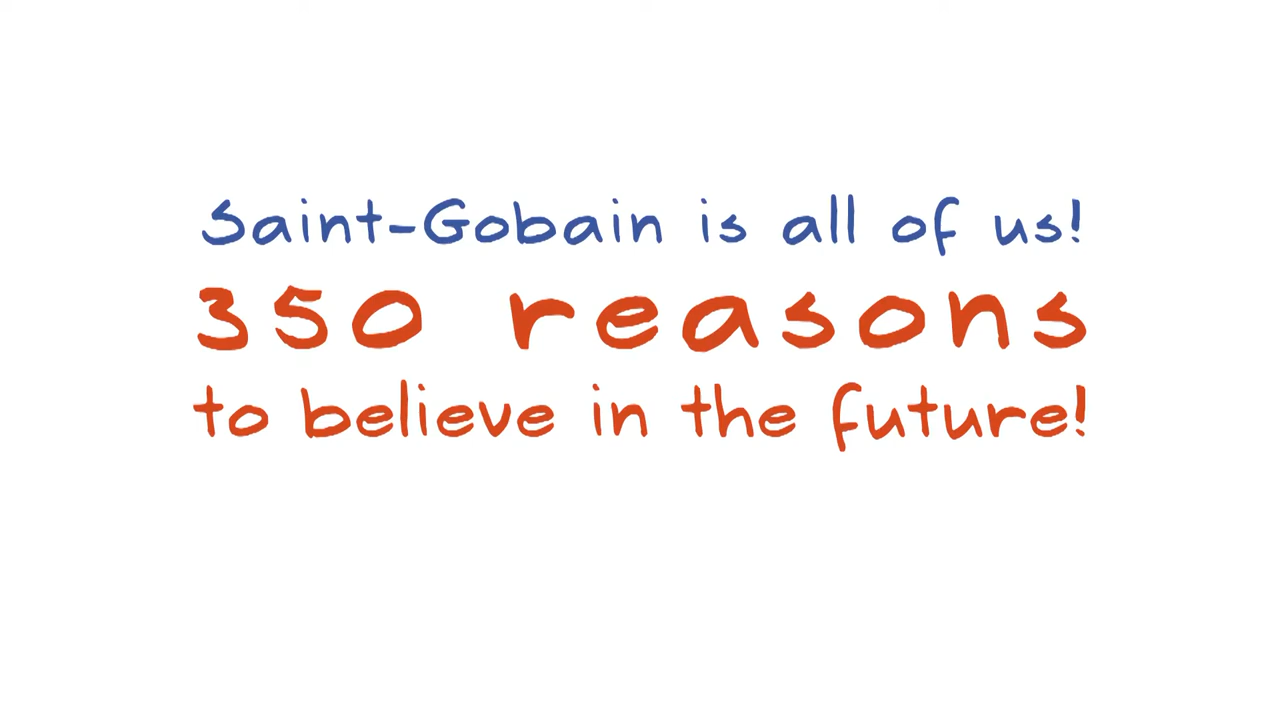 Saint-Gobain is all of us!
350 reasons
to believe in the future!